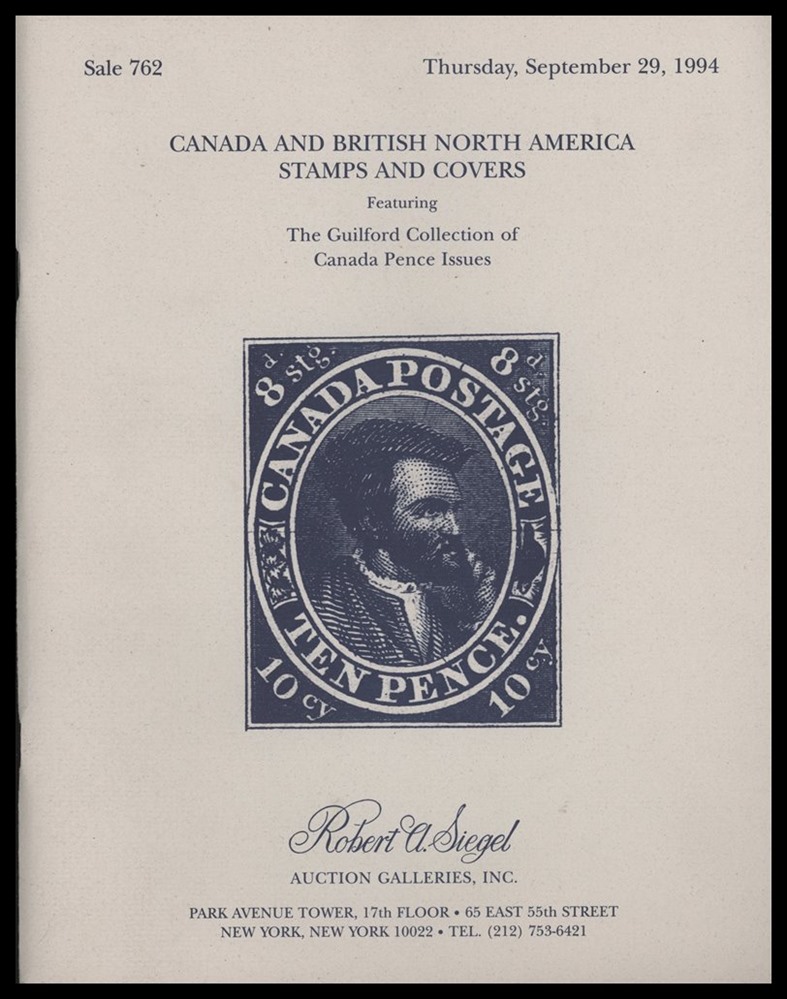 Sale 762
Thursday, September 29, 1994
CANADA AND BRITISH NORTH AMERICA
STAMPS AND COVERS
Featuring
The Guilford Collection of
Canada Pence Issues
8 d. stg.
8 d. stg.
CANADA POSTAGE
TEN PENCE.
10 cy
10 cy
Robert A. Siegel
AUCTION GALLERIES, INC.
PARK AVENUE TOWER, 17th FLOOR • 65 EAST 55th STREET
NEW YORK, NEW YORK 10022 • TEL. (212) 753-6421